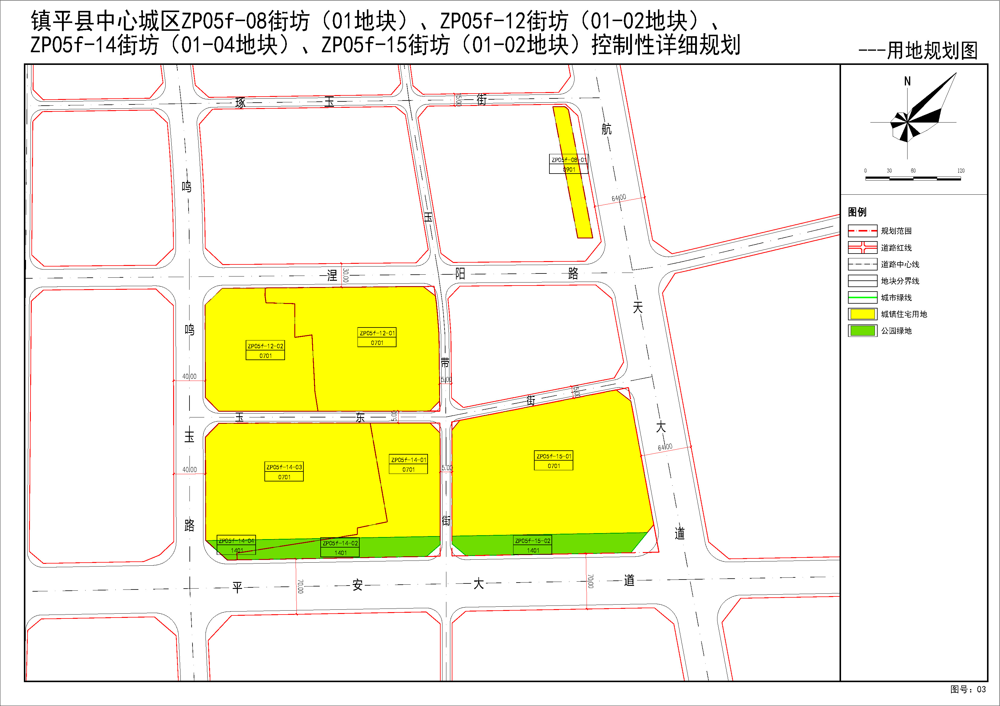 镇平县中心城区ZP05f-08街坊（01地块）、ZP05f-12街坊（01-02地块）、
ZP05f-14街坊（01-04地块）、ZP05f-15街坊（01-02地块）控制性详细规划
---用地规划图
N
0 30 60 120
图例
规划范围
道路红线
道路中心线
地块分界线
城市绿线
城镇住宅用地
公园绿地
琢玉街
15.00
航天大道
64.00
64.00
ZP05f-08-01
0901
鸣
鸣玉路
40.00
40.00
玉带街
5.00
5.00
涅阳路
30.00
ZP05f-12-01
0701
ZP05f-12-02
0701
玉东街
5.00
5.00
ZP05f-14-03
0701
ZP05f-14-01
0701
ZP05f-15-01
0701
ZP05f-14-04
1401
ZP05f-14-02
1401
ZP05f-15-02
1401
平安大道
70.00
70.00
图号：03